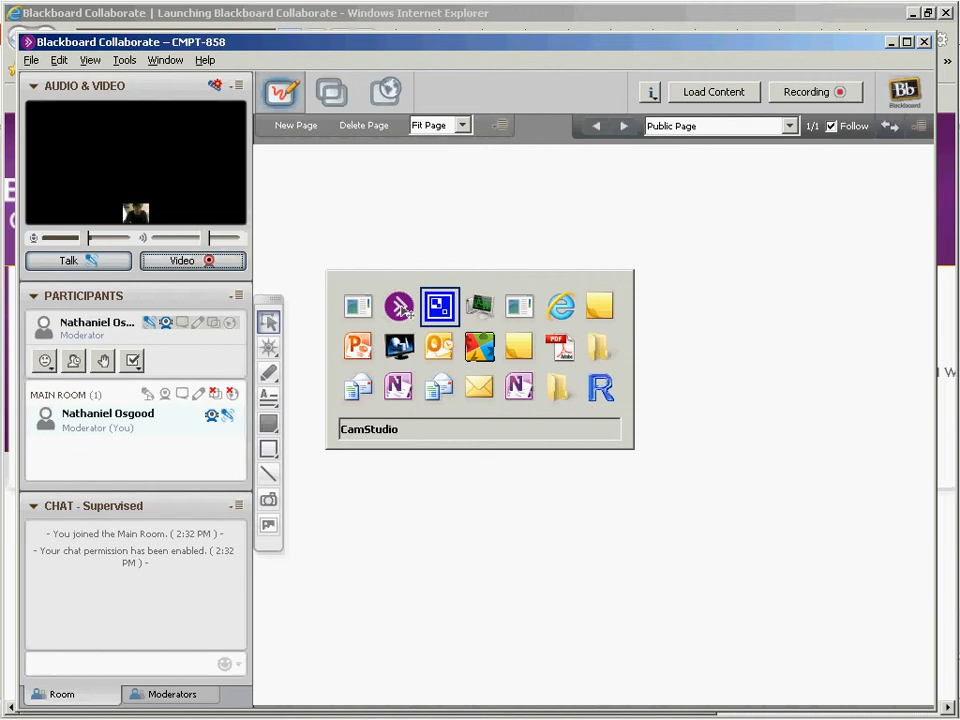 Blackboard Collaborate | Launching Blackboard Collaborate - Windows Internet Explorer
Blackboard Collaborate – CMPT-858
File Edit View Tools Window Help
AUDIO & VIDEO
Load Content
Recording
Bb
Blackboard
New Page
Delete Page
Fit Page
Public Page
1/1
Follow
Talk
Video
PARTICIPANTS
Nathaniel Os...
Moderator
MAIN ROOM (1)
Nathaniel Osgood
Moderator (You)
CamStudio
CHAT - Supervised
- You joined the Main Room. ( 2:32 PM ) -
- Your chat permission has been enabled. ( 2:32
PM ) -
Room
Moderators